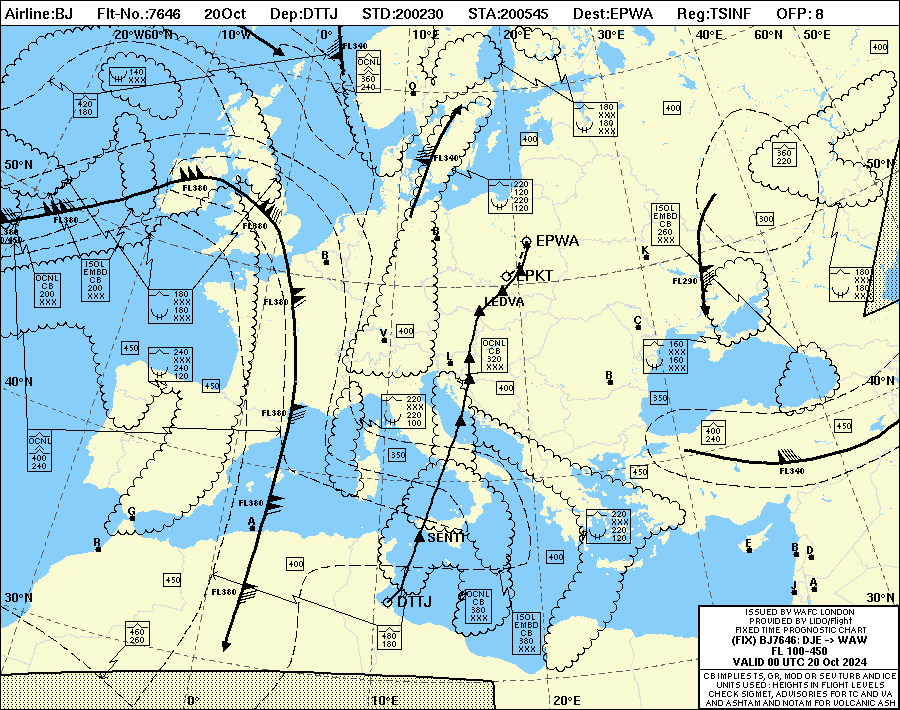 Airline:BJ Flt-No.:7646 20Oct Dep:DTTJ STD:200230 STA:200545 Dest:EPWA Reg:TSINF OFP: 8
20°W60°N 10°W 0° 10°E 20°E 30°E 40°E 60°N 50°E
FL340
400
OCNL
360
240
140
XXX
420
180
O
180
XXX
XXX
180
400
400
50°N
FL340
360
220
50°N
FL380
220
120
220
120
FL380
FL380
ISOL
EMBD
CB
260
XXX
300
B
EPWA
B
K
OCNL
CB
200
XXX
ISOL
EMBD
CB
200
XXX
EPKT
FL290
180
XXX
180
XXX
180
XXX
180
XXX
FL380
LEDVA
C
400
V
450
240
XXX
240
120
L
OCNL
CB
320
XXX
160
XXX
160
XXX
40°N
450
400
B
40°N
350
FL380
220
XXX
220
100
400
240
450
OCNL
400
240
350
450
FL340
FL380
G
A
220
XXX
220
120
SENTI
R
E
B
D
400
400
450
FL380
J
A
30°N
DTTJ
OCNL
CB
380
XXX
30°N
460
260
480
180
ISOL
EMBD
CB
380
XXX
ISSUED BY WAFC LONDON
PROVIDED BY LIDO/Flight
FIXED TIME PROGNOSTIC CHART
(FIX) BJ7646: DJE -> WAW
FL 100-450
VALID 00 UTC 20 Oct 2024
CB IMPLIES TS, GR, MOD OR SEV TURB AND ICE
UNITS USED : HEIGHTS IN FLIGHT LEVELS
CHECK SIGMET, ADVISORIES FOR TC AND VA
AND ASHTAM AND NOTAM FOR VOLCANIC ASH
0° 10°E 20°E